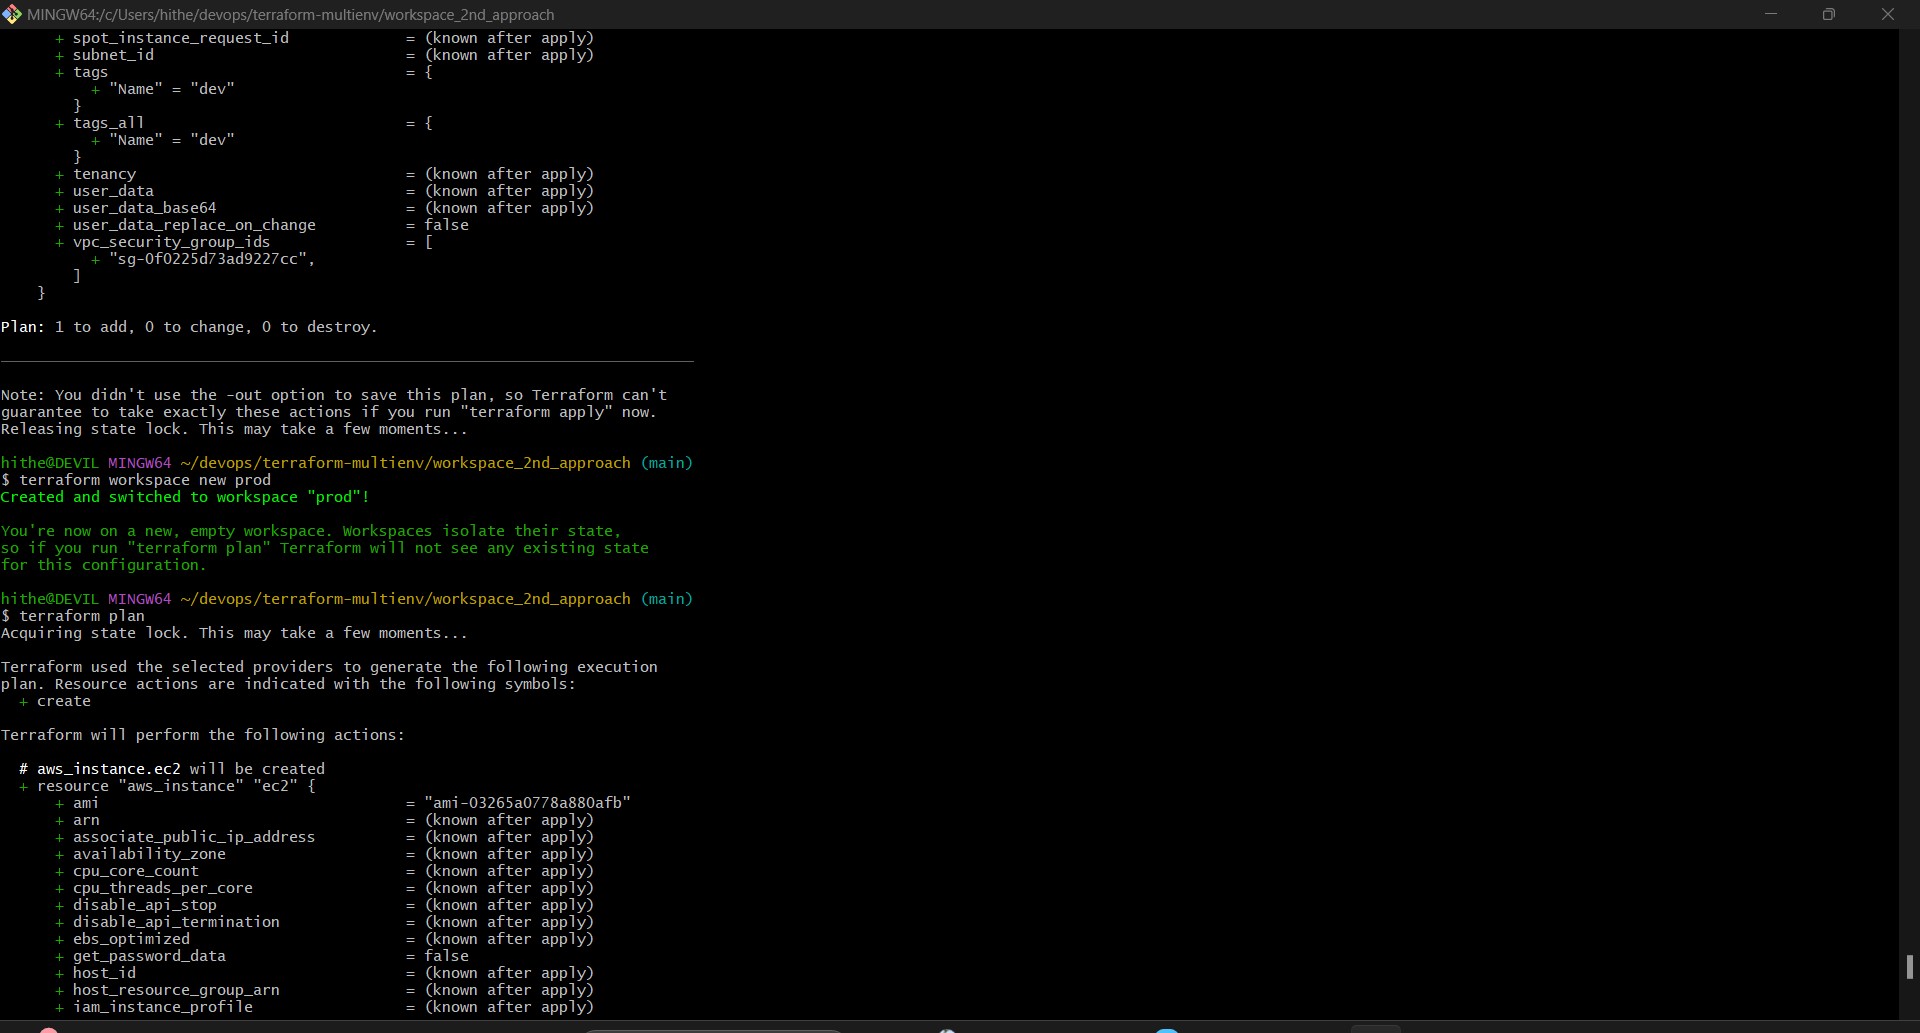 MINGW64:/c/Users/hithe/devops/terraform-multienv/workspace_2nd_approach
      + spot_instance_request_id             = (known after apply)
      + subnet_id                            = (known after apply)
      + tags                                 = {
          + "Name" = "dev"
        }
      + tags_all                             = {
          + "Name" = "dev"
        }
      + tenancy                              = (known after apply)
      + user_data                            = (known after apply)
      + user_data_base64                     = (known after apply)
      + user_data_replace_on_change          = false
      + vpc_security_group_ids               = [
          + "sg-0f0225d73ad9227cc",
        ]
    }
Plan: 1 to add, 0 to change, 0 to destroy.
Note: You didn't use the -out option to save this plan, so Terraform can't
guarantee to take exactly these actions if you run "terraform apply" now.
Releasing state lock. This may take a few moments...
hithe@DEVIL MINGW64 ~/devops/terraform-multienv/workspace_2nd_approach (main)
$ terraform workspace new prod
Created and switched to workspace "prod"!
You're now on a new, empty workspace. Workspaces isolate their state,
so if you run "terraform plan" Terraform will not see any existing state
for this configuration.
hithe@DEVIL MINGW64 ~/devops/terraform-multienv/workspace_2nd_approach (main)
$ terraform plan
Acquiring state lock. This may take a few moments...
Terraform used the selected providers to generate the following execution
plan. Resource actions are indicated with the following symbols:
  + create
Terraform will perform the following actions:
  # aws_instance.ec2 will be created
  + resource "aws_instance" "ec2" {
      + ami                                  = "ami-03265a0778a880afb"
      + arn                                  = (known after apply)
      + associate_public_ip_address          = (known after apply)
      + availability_zone                    = (known after apply)
      + cpu_core_count                       = (known after apply)
      + cpu_threads_per_core                 = (known after apply)
      + disable_api_stop                     = (known after apply)
      + disable_api_termination              = (known after apply)
      + ebs_optimized                        = (known after apply)
      + get_password_data                    = false
      + host_id                              = (known after apply)
      + host_resource_group_arn              = (known after apply)
      + iam_instance_profile                 = (known after apply)